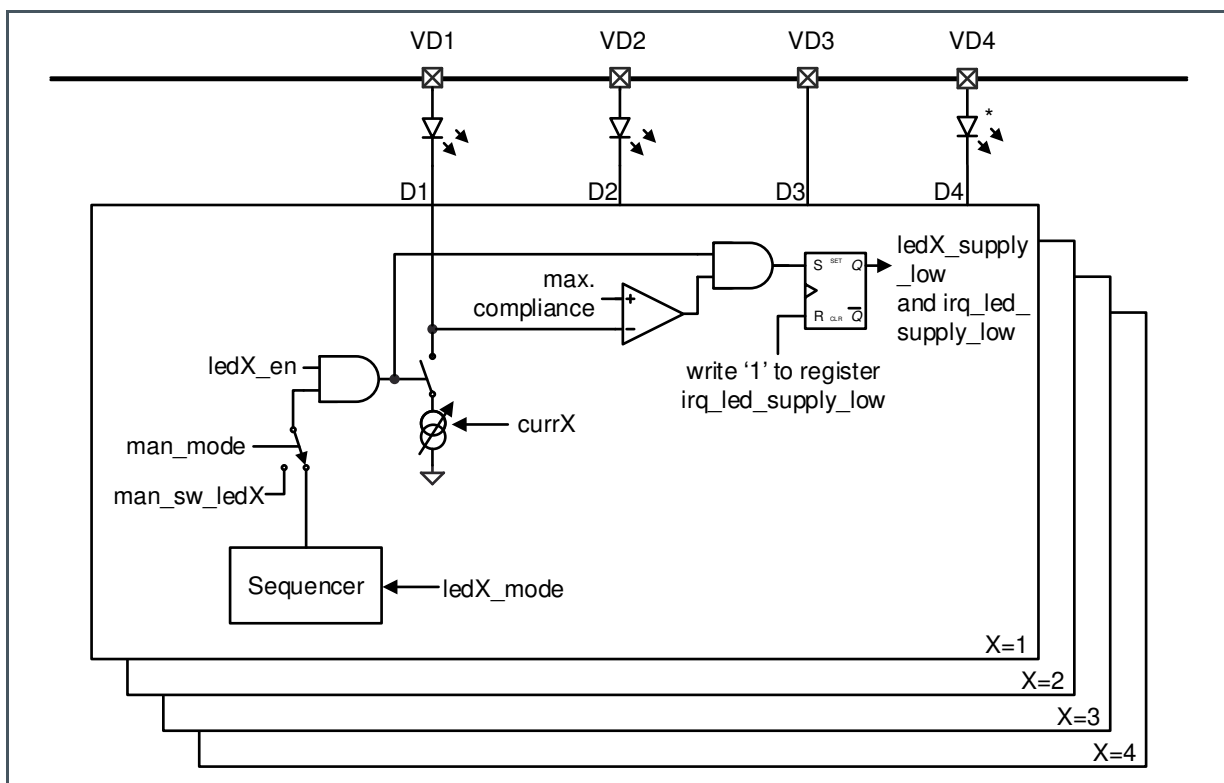 VD1
VD2
VD3
VD4
*
D1
D2
D3
D4
ledX_supply
_low
and irq_led_
supply_low
max.
compliance
+
-
S SET Q
R CLR Q
write ‘1’ to register
irq_led_supply_low
ledX_en
currX
man_mode
man_sw_ledX
Sequencer
ledX_mode
X=1
X=2
X=3
X=4